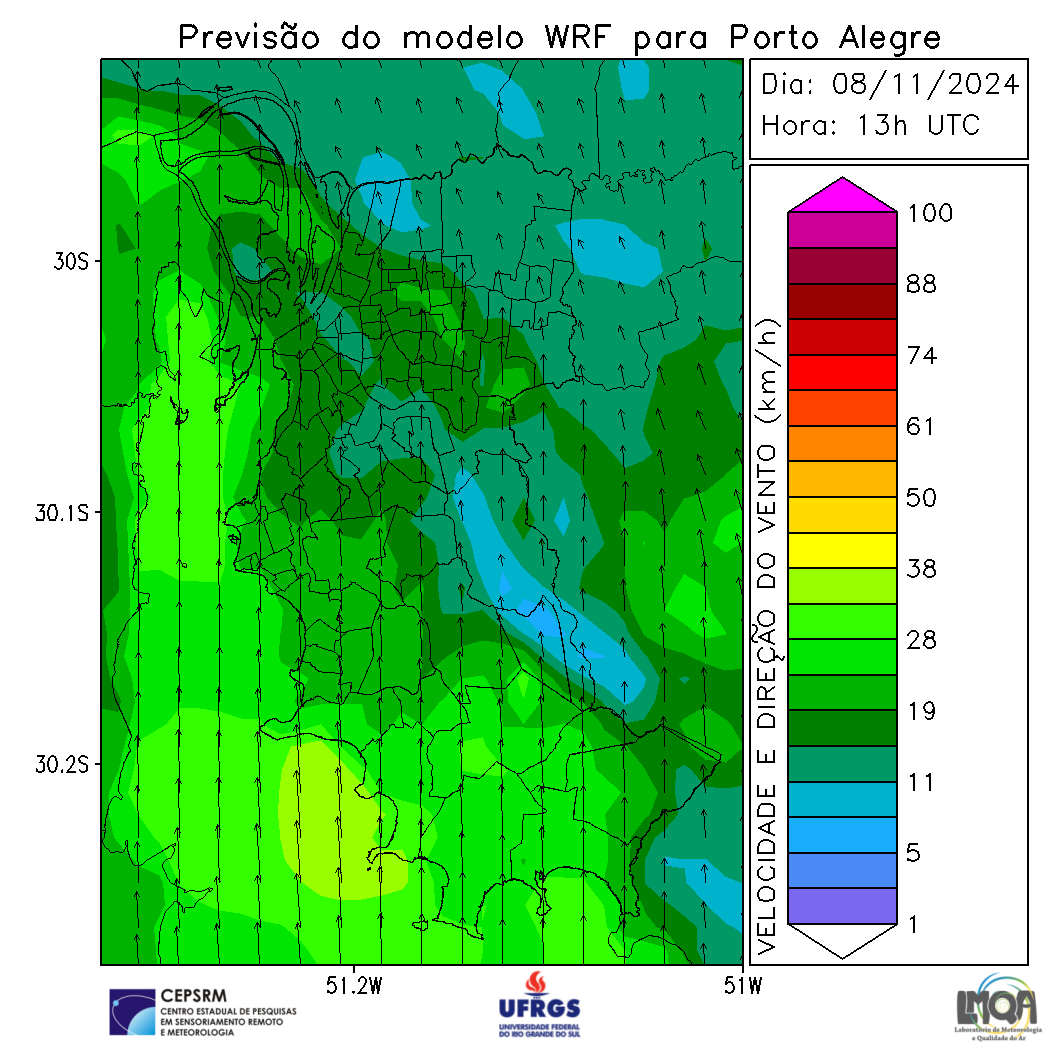 Previsão do modelo WRF para Porto Alegre
Dia: 08/11/2024
Hora: 13h UTC
30S
30.1S
30.2S
51.2W
51W
VELOCIDADE E DIREÇÃO DO VENTO (km/h)
100
88
74
61
50
38
28
19
11
5
1
CEPSRM
CENTRO ESTADUAL DE PESQUISAS
EM SENSORIAMENTO REMOTO
E METEOROLOGIA
UFRGS
UNIVERSIDADE FEDERAL
DO RIO GRANDE DO SUL
LMQA
Laboratório de Meteorologia
e Qualidade do Ar